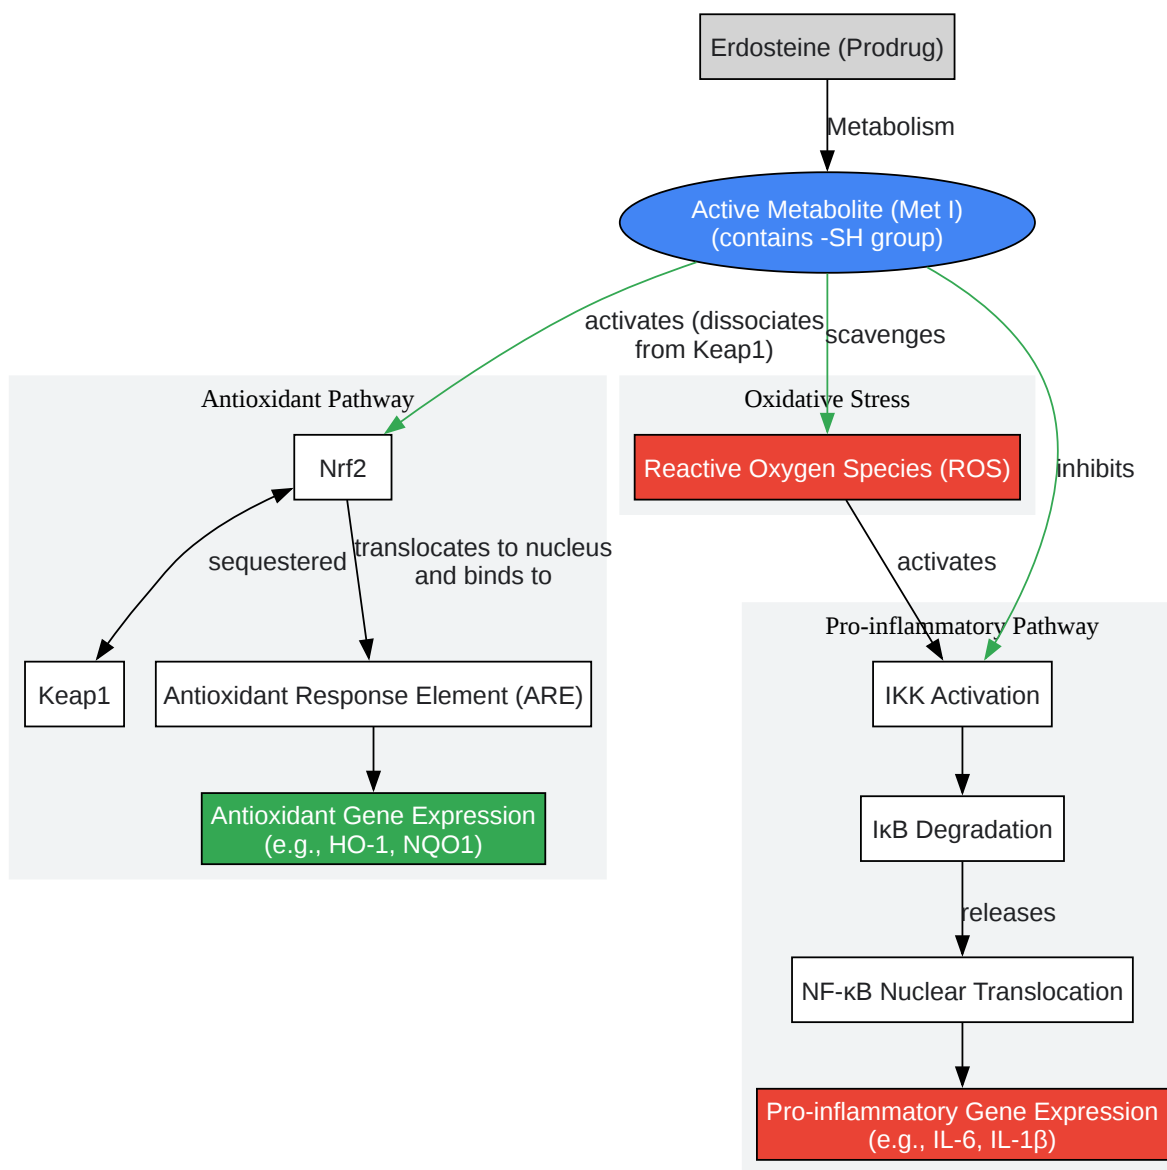 Erdosteine (Prodrug)
Metabolism
Active Metabolite (Met I)
(contains -SH group)
activates (dissociates
from Keap1)
scavenges
inhibits
Antioxidant Pathway
Nrf2
sequestered
translocates to nucleus
and binds to
Keap1
Antioxidant Response Element (ARE)
Antioxidant Gene Expression
(e.g., HO-1, NQO1)
Oxidative Stress
Reactive Oxygen Species (ROS)
activates
Pro-inflammatory Pathway
IKK Activation
IκB Degradation
releases
NF-κB Nuclear Translocation
Pro-inflammatory Gene Expression
(e.g., IL-6, IL-1β)